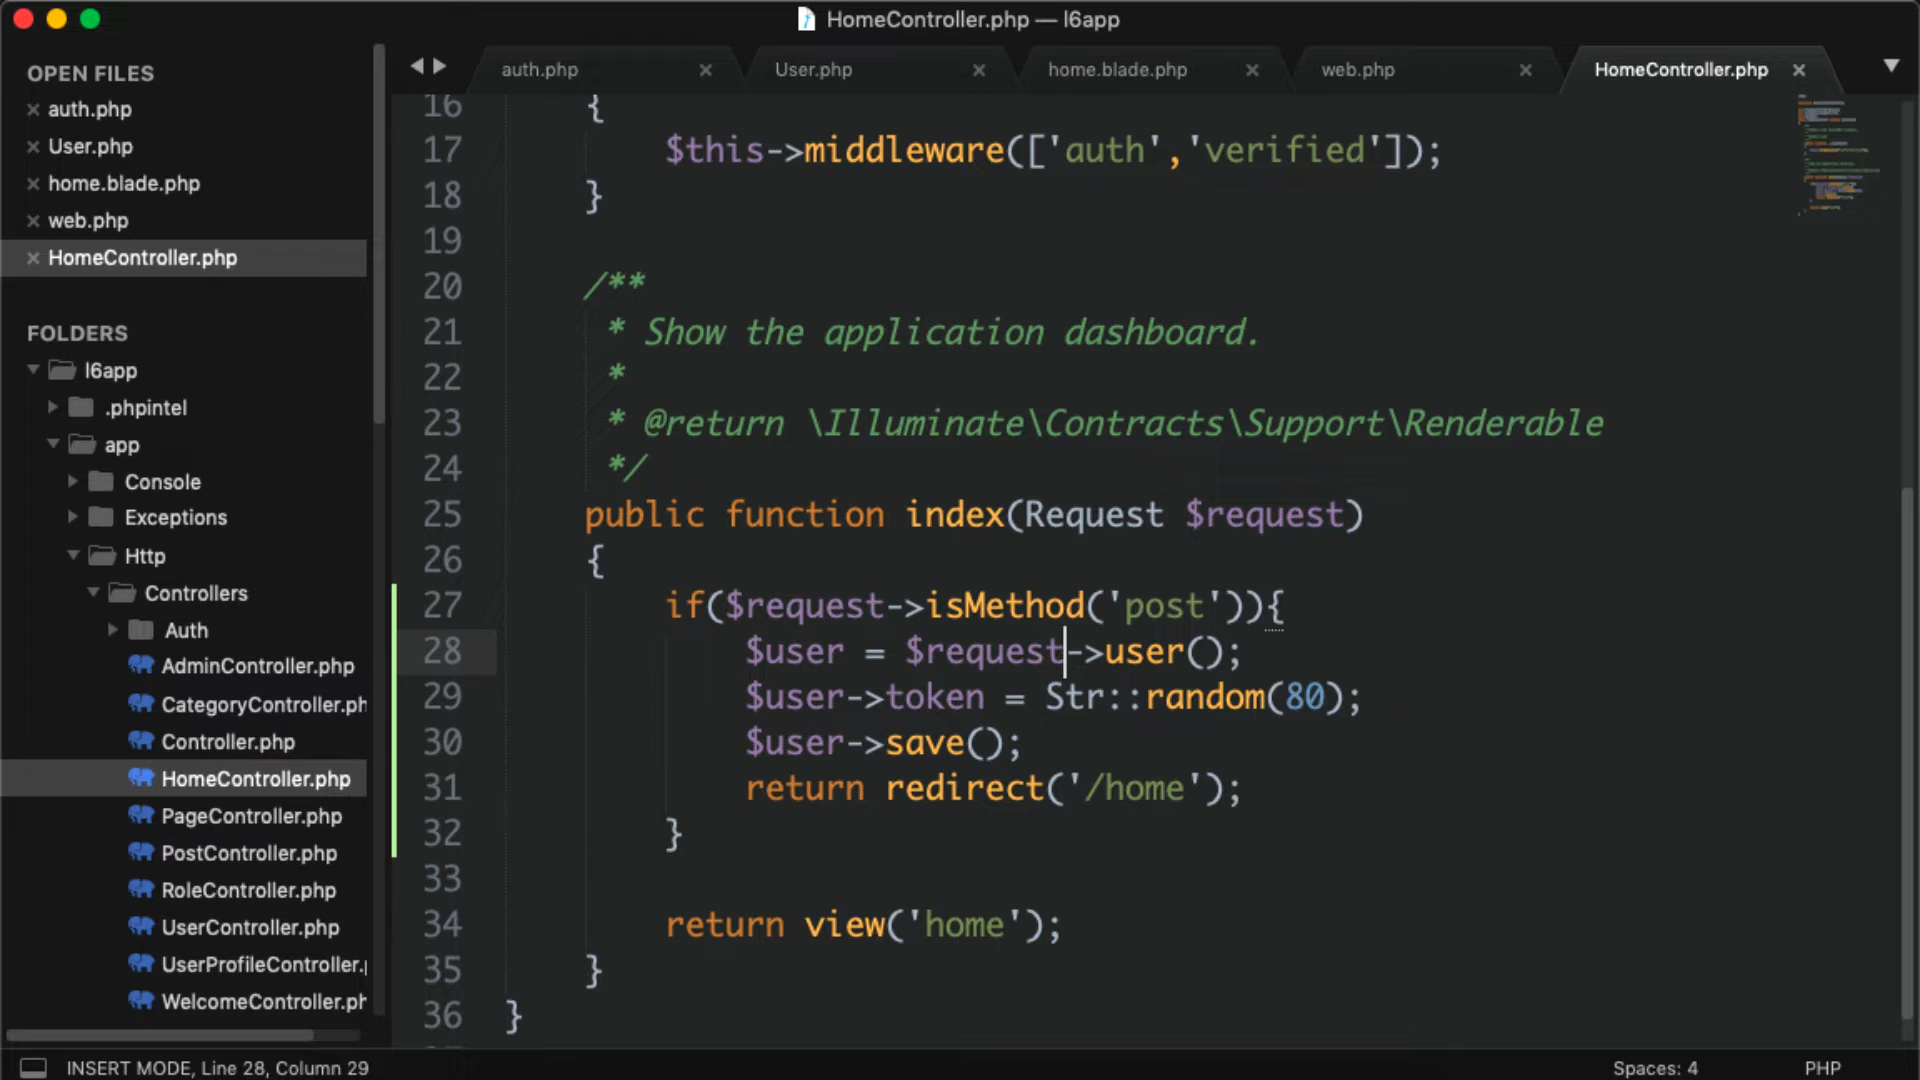 HomeController.php — l6app
OPEN FILES
auth.php
User.php
home.blade.php
web.php
HomeController.php
FOLDERS
l6app
.phpintel
app
Console
Exceptions
Http
Controllers
Auth
AdminController.php
CategoryController.ph
Controller.php
HomeController.php
PageController.php
PostController.php
RoleController.php
UserController.php
UserProfileController.p
WelcomeController.ph
auth.php
User.php
home.blade.php
web.php
HomeController.php
16 {
17 $this->middleware(['auth','verified']);
18 }
19
20 /**
21 * Show the application dashboard.
22 *
23 * @return \Illuminate\Contracts\Support\Renderable
24 */
25 public function index(Request $request)
26 {
27 if($request->isMethod('post')){
28 $user = $request->user();
29 $user->token = Str::random(80);
30 $user->save();
31 return redirect('/home');
32 }
33
34 return view('home');
35 }
36 }
INSERT MODE, Line 28, Column 29
Spaces: 4
PHP